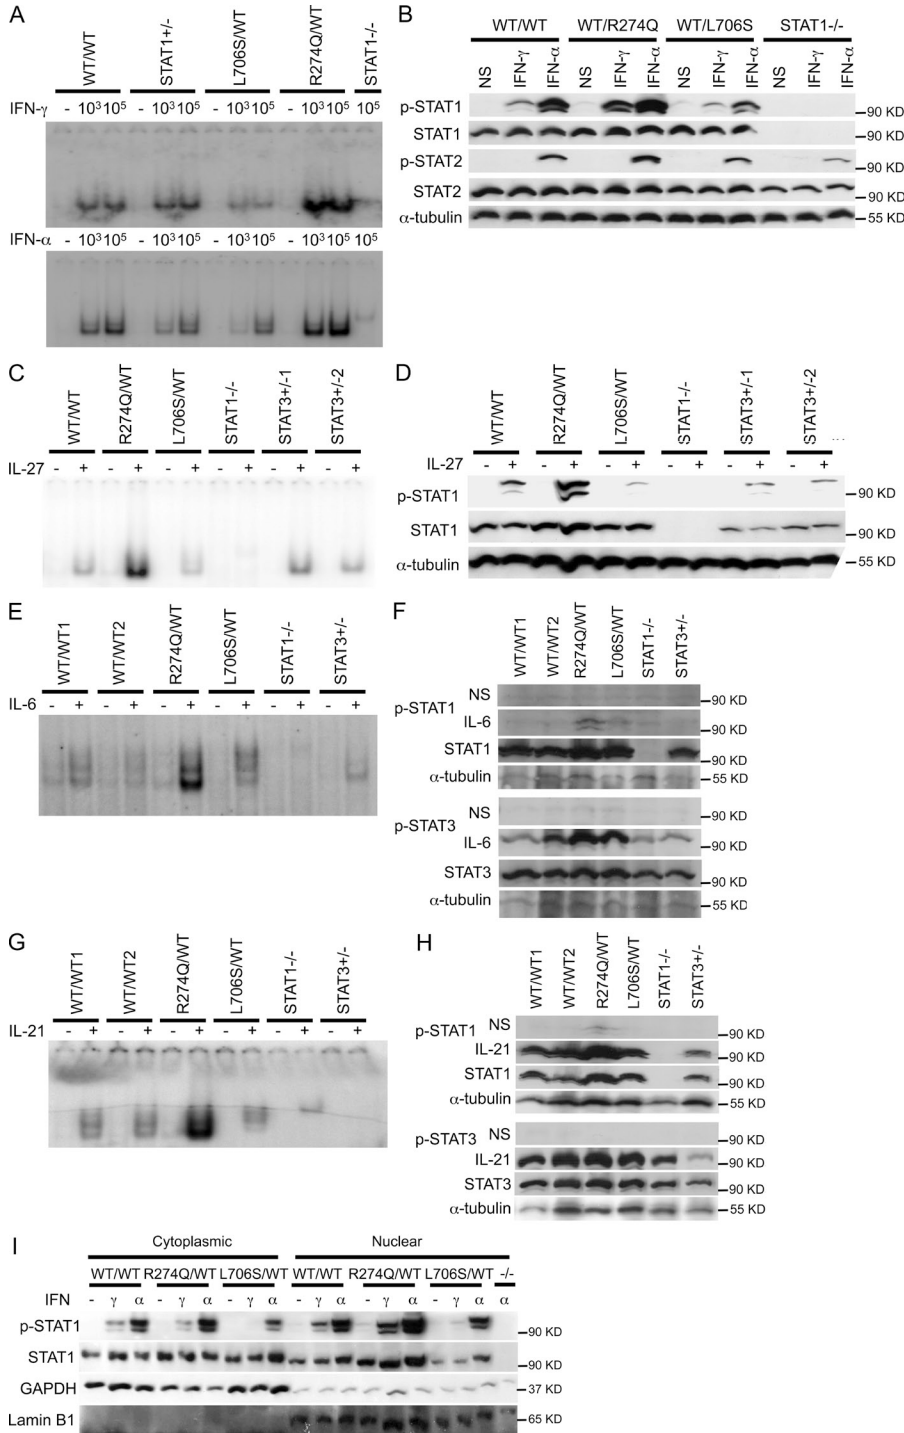 A
WT/WT
STAT1+/-
L706S/WT
R274Q/WT
STAT1-/-
IFN-γ - 10³ 10⁵ - 10³ 10⁵ - 10³ 10⁵ - 10³ 10⁵ 10⁵
IFN-α - 10³ 10⁵ - 10³ 10⁵ - 10³ 10⁵ - 10³ 10⁵ 10⁵
B
WT/WT WT/R274Q WT/L706S STAT1-/-
NS IFN-γ IFN-α NS IFN-γ IFN-α NS IFN-γ IFN-α NS IFN-γ IFN-α
p-STAT1 90 KD
STAT1 90 KD
p-STAT2 90 KD
STAT2 90 KD
α-tubulin 55 KD
C
WT/WT
R274Q/WT
L706S/WT
STAT1-/-
STAT3+/-1
STAT3+/-2
IL-27 - + - + - + - + - + - +
D
WT/WT
R274Q/WT
L706S/WT
STAT1-/-
STAT3+/-1
STAT3+/-2
...
IL-27 - + - + - + - + - + - +
p-STAT1 90 KD
STAT1 90 KD
α-tubulin 55 KD
E
WT/WT1
WT/WT2
R274Q/WT
L706S/WT
STAT1-/-
STAT3+/-
IL-6 - + - + - + - + - + - +
F
WT/WT1
WT/WT2
R274Q/WT
L706S/WT
STAT1-/-
STAT3+/-
p-STAT1
NS 90 KD
IL-6 90 KD
STAT1 90 KD
α-tubulin 55 KD
p-STAT3
NS 90 KD
IL-6 90 KD
STAT3 90 KD
α-tubulin 55 KD
G
WT/WT1
WT/WT2
R274Q/WT
L706S/WT
STAT1-/-
STAT3+/-
IL-21 - + - + - + - + - + - +
H
WT/WT1
WT/WT2
R274Q/WT
L706S/WT
STAT1-/-
STAT3+/-
p-STAT1
NS 90 KD
IL-21 90 KD
STAT1 90 KD
α-tubulin 55 KD
p-STAT3
NS 90 KD
IL-21 90 KD
STAT3 90 KD
α-tubulin 55 KD
I
Cytoplasmic Nuclear
WT/WT R274Q/WT L706S/WT WT/WT R274Q/WT L706S/WT -/-
IFN - γ α - γ α - γ α - γ α - γ α - γ α α
p-STAT1 90 KD
STAT1 90 KD
GAPDH 37 KD
Lamin B1 65 KD